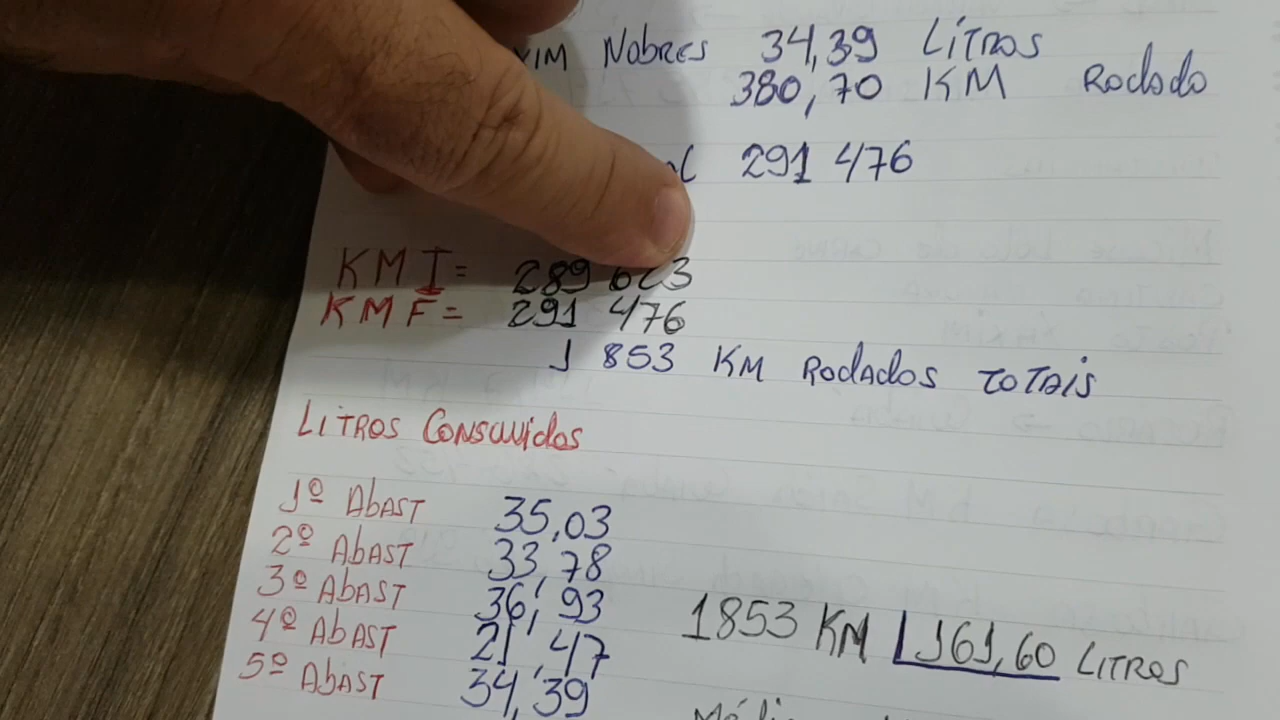 Nobres 34,39 Litros
380,70 KM Rodado
291 476
KM I = 289 623
KM F = 291 476
1 853 KM Rodados TOTAIS
LITROS Consumidos
1º Abast 35,03
2º Abast 33,78
3º Abast 36,93
4º Abast 21,47
5º Abast 34,39
1853 KM 161,60 LITROS